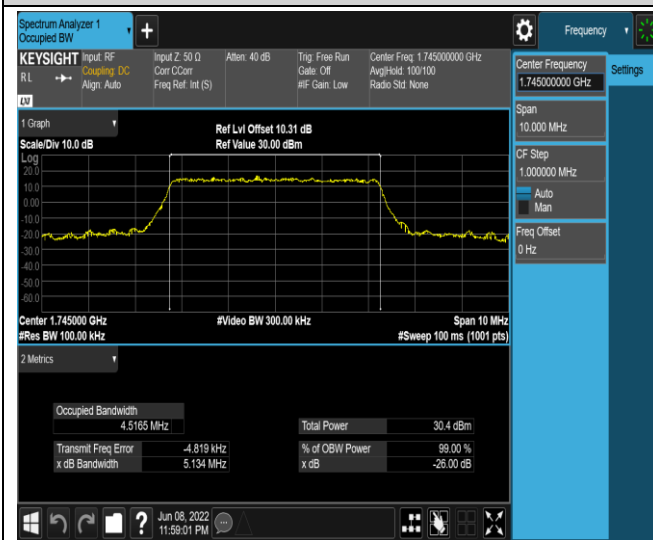 Spectrum Analyzer 1
Occupied BW
+
Frequency
KEYSIGHT
R L
LXI
Input: RF
Coupling: DC
Align: Auto
Input Z: 50 Ω
Corr CCorr
Freq Ref: Int (S)
Atten: 40 dB
Trig: Free Run
Gate: Off
#IF Gain: Low
Center Freq: 1.745000000 GHz
Avg|Hold: 100/100
Radio Std: None
Center Frequency
1.745000000 GHz
Settings
Span
10.000 MHz
CF Step
1.000000 MHz
Auto
Man
Freq Offset
0 Hz
1 Graph
Scale/Div 10.0 dB
Ref Lvl Offset 10.31 dB
Ref Value 30.00 dBm
Log
20.0
10.0
0.00
-10.0
-20.0
-30.0
-40.0
-50.0
-60.0
Center 1.745000 GHz
#Video BW 300.00 kHz
Span 10 MHz
#Res BW 100.00 kHz
#Sweep 100 ms (1001 pts)
2 Metrics
Occupied Bandwidth
4.5165 MHz
Total Power 30.4 dBm
Transmit Freq Error -4.819 kHz
% of OBW Power 99.00 %
x dB Bandwidth 5.134 MHz
x dB -26.00 dB
?
Jun 08, 2022
11:59:01 PM